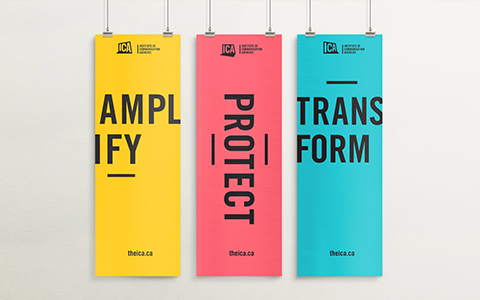 ICA
INSTITUTE OF
COMMUNICATION
AGENCIES
AMPL
IFY
theica.ca
ICA
INSTITUTE OF
COMMUNICATION
AGENCIES
PROTECT
theica.ca
ICA
INSTITUTE OF
COMMUNICATION
AGENCIES
TRANS
FORM
theica.ca